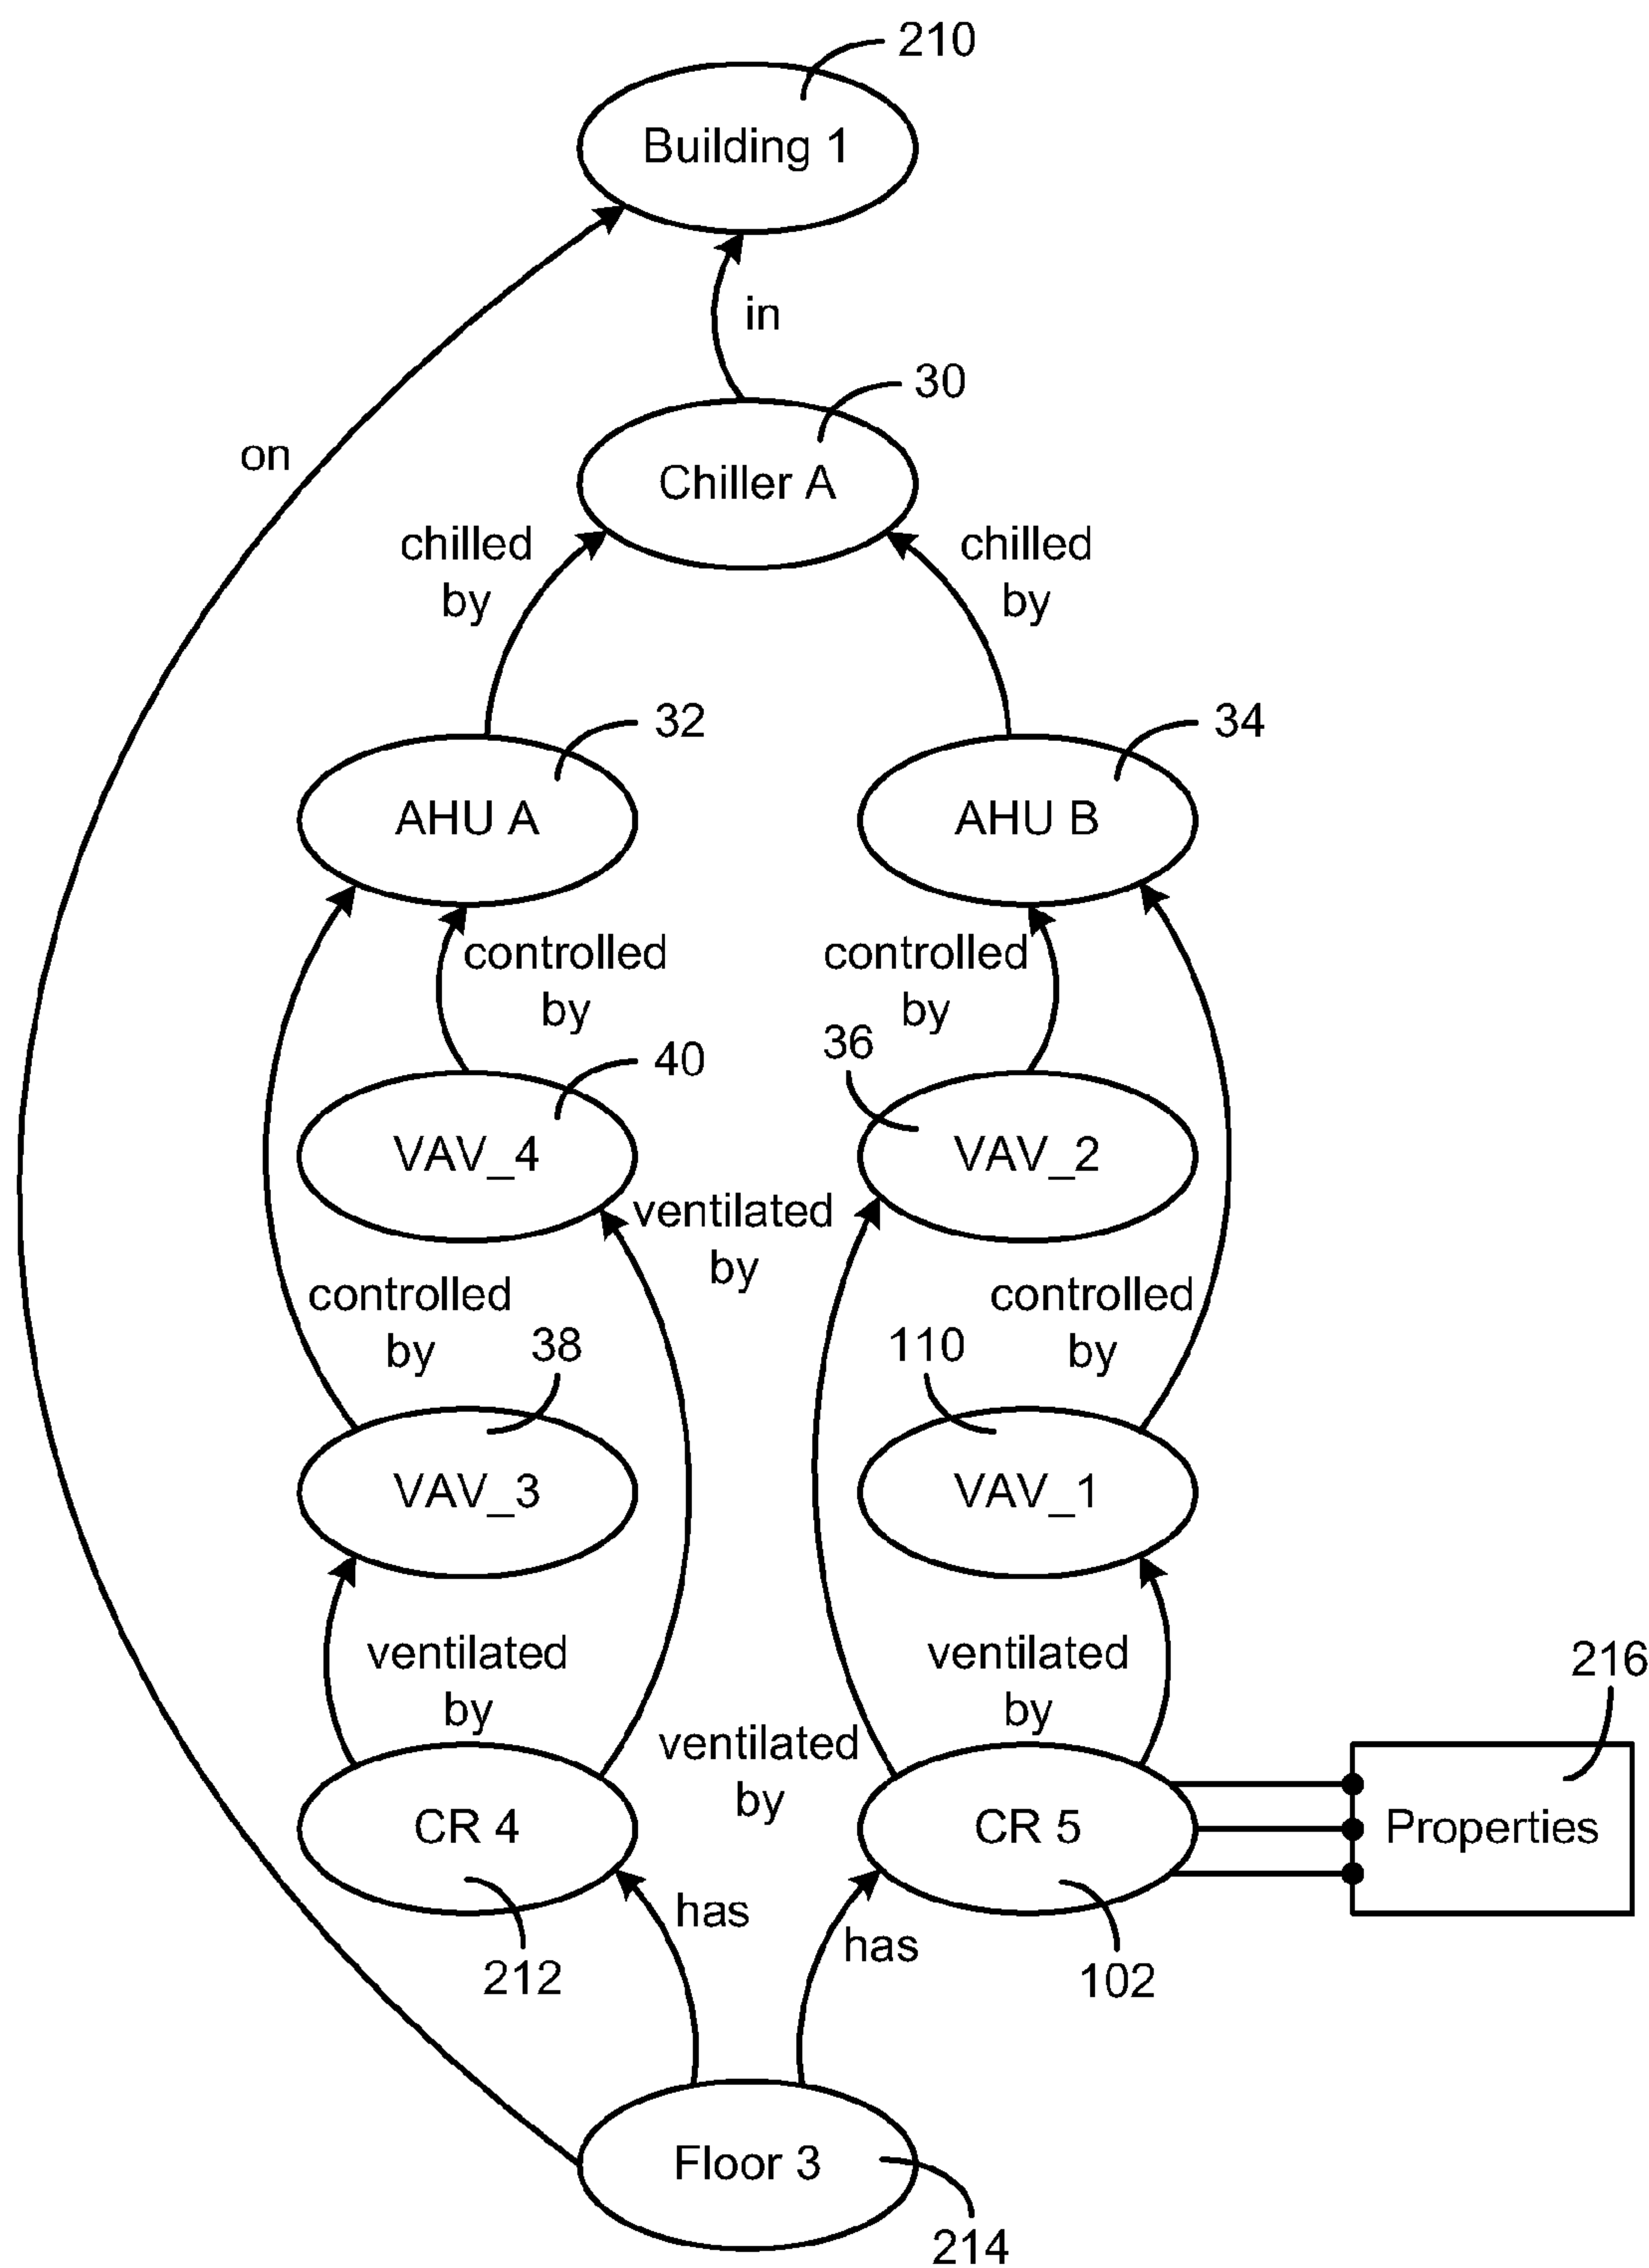 210
Building 1
in
30
on
Chiller A
chilled
by
chilled
by
32
34
AHU A
AHU B
controlled
by
controlled
by
40
36
VAV_4
VAV_2
ventilated
by
controlled
by
controlled
by
38
110
VAV_3
VAV_1
ventilated
by
ventilated
by
216
ventilated
by
CR 4
CR 5
Properties
has
has
212
102
Floor 3
214